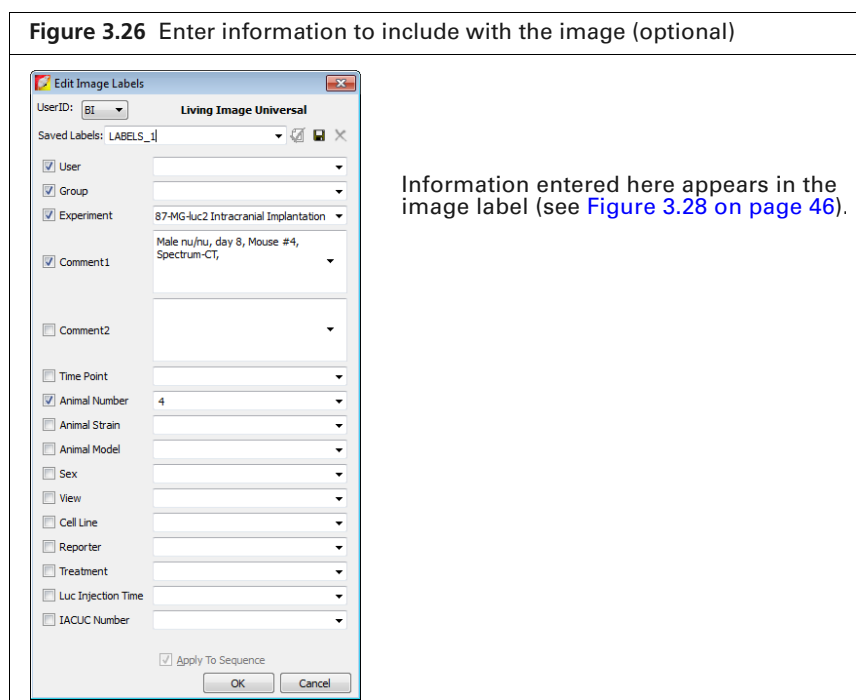 Figure 3.26 Enter information to include with the image (optional)
Edit Image Labels
UserID: BI Living Image Universal
Saved Labels: LABELS_1
User
Group
Experiment 87-MG-luc2 Intracranial Implantation
Male nu/nu, day 8, Mouse #4,
Spectrum-CT,
Comment1
Comment2
Time Point
Animal Number 4
Animal Strain
Animal Model
Sex
View
Cell Line
Reporter
Treatment
Luc Injection Time
IACUC Number
Apply To Sequence
OK Cancel
Information entered here appears in the
image label (see Figure 3.28 on page 46).